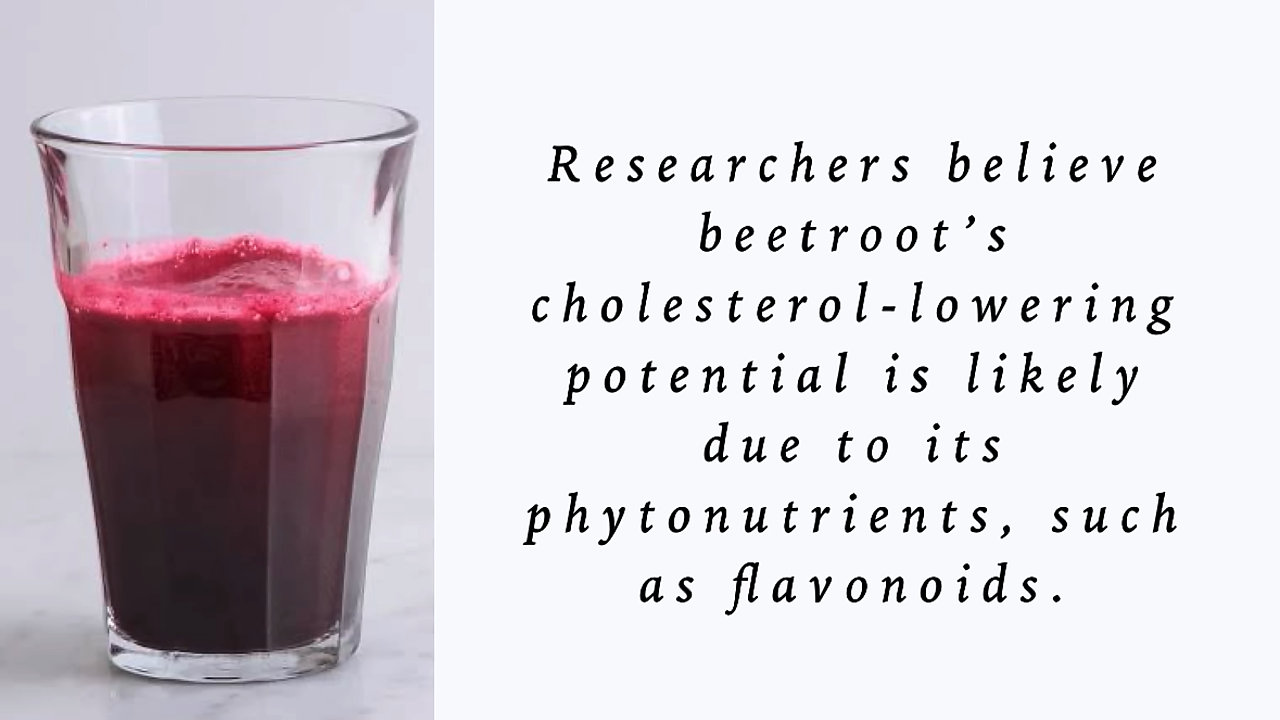 Researchers believe
beetroot’s
cholesterol-lowering
potential is likely
due to its
phytonutrients, such
as flavonoids.